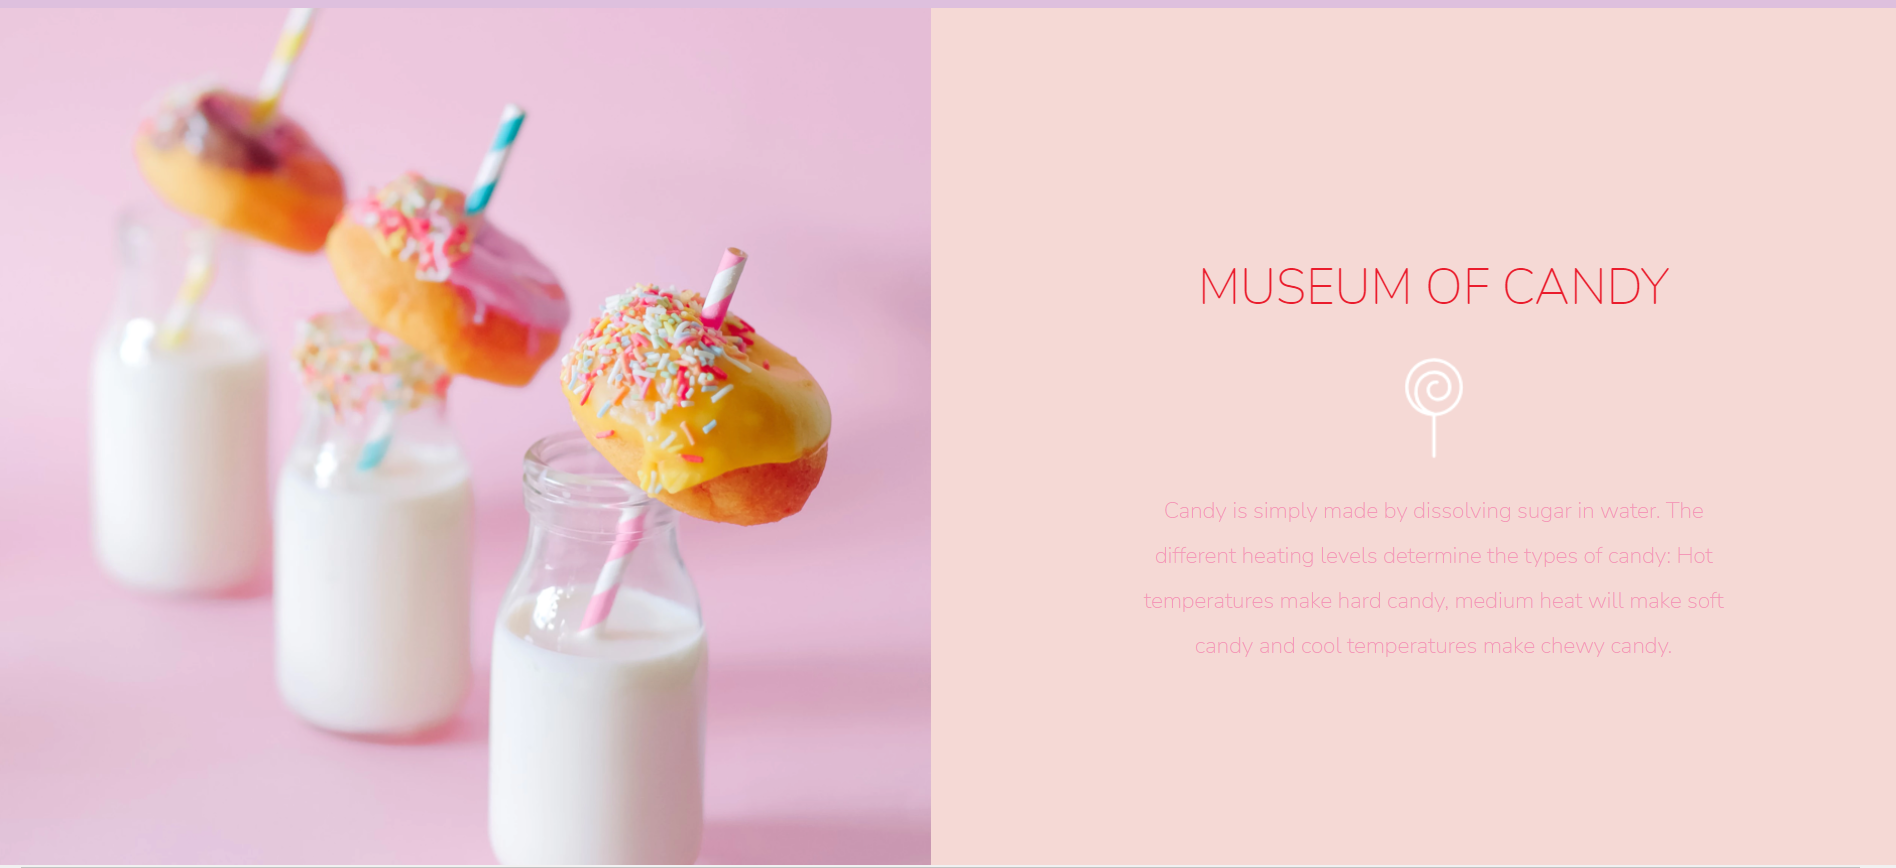 MUSEUM OF CANDY
Candy is simply made by dissolving sugar in water. The
different heating levels determine the types of candy: Hot
temperatures make hard candy, medium heat will make soft
candy and cool temperatures make chewy candy.